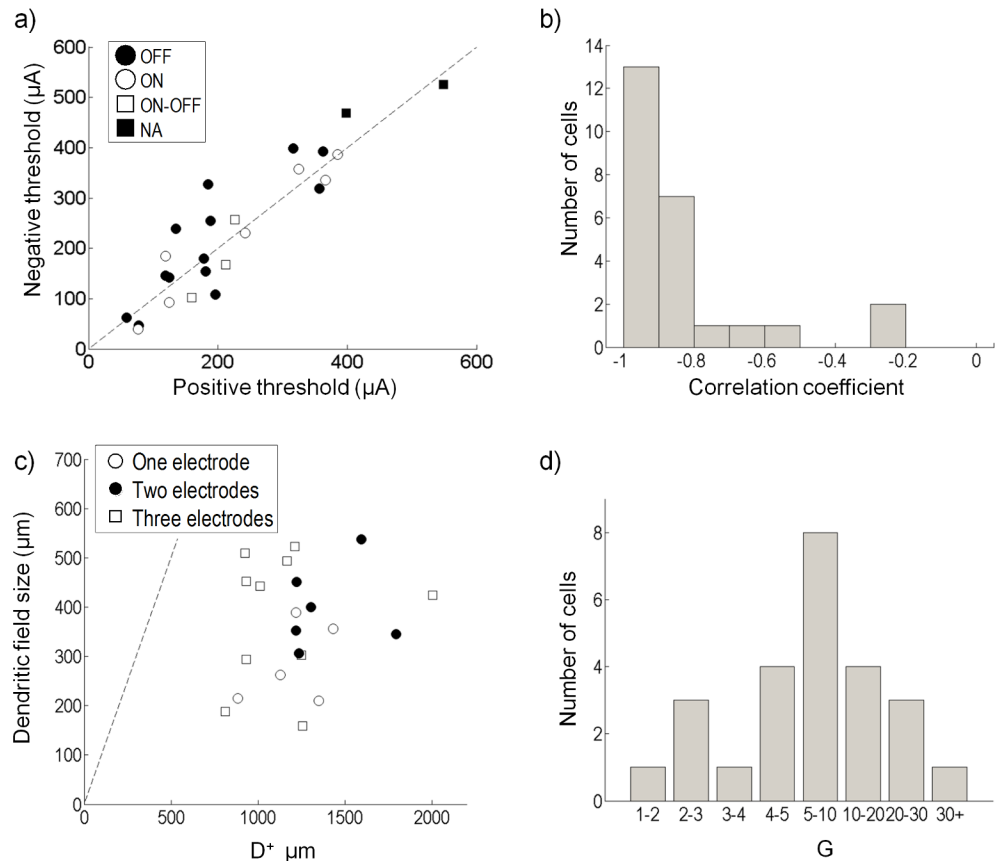 a)
OFF
ON
ON-OFF
NA
Negative threshold (µA)
600
500
400
300
200
100
0
0 200 400 600
Positive threshold (µA)
b)
Number of cells
14
12
10
8
6
4
2
0
-1 -0.8 -0.6 -0.4 -0.2 0
Correlation coefficient
c)
One electrode
Two electrodes
Three electrodes
Dendritic field size (µm)
700
600
500
400
300
200
100
0
0 500 1000 1500 2000
D⁺ µm
d)
Number of cells
8
6
4
2
0
1-2 2-3 3-4 4-5 5-10 10-20 20-30 30+
G